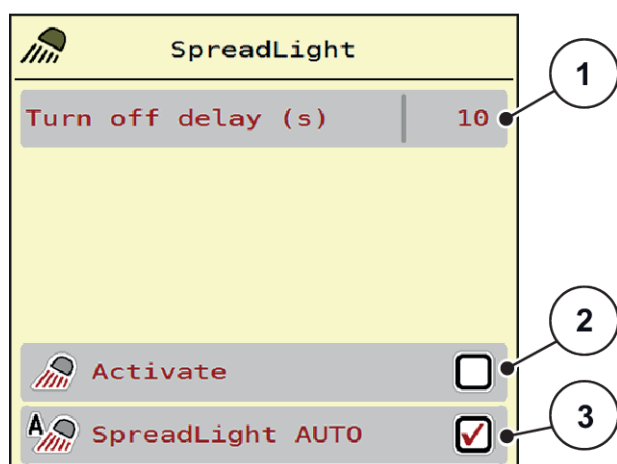 SpreadLight
Turn off delay (s) 10
1
Activate
2
A SpreadLight AUTO
3